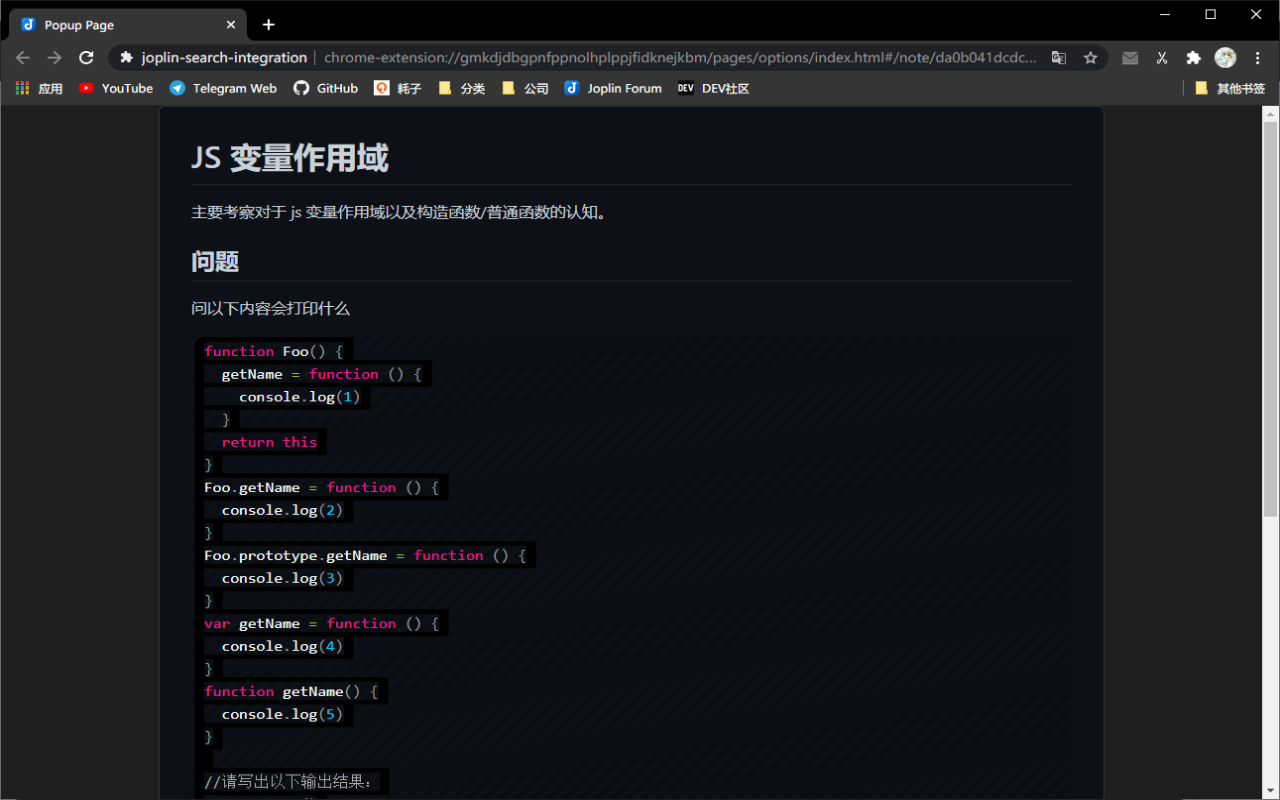 Popup Page
joplin-search-integration | chrome-extension://gmkdjdbgpnfppnolhplppjfidknejkbm/pages/options/index.html#/note/da0b041dcdc...
应用 YouTube Telegram Web GitHub 耗子 分类 公司 Joplin Forum DEV DEV社区 其他书签
JS 变量作用域
主要考察对于 js 变量作用域以及构造函数/普通函数的认知。
问题
问以下内容会打印什么
function Foo() {
  getName = function () {
    console.log(1)
  }
  return this
}
Foo.getName = function () {
  console.log(2)
}
Foo.prototype.getName = function () {
  console.log(3)
}
var getName = function () {
  console.log(4)
}
function getName() {
  console.log(5)
}
//请写出以下输出结果: